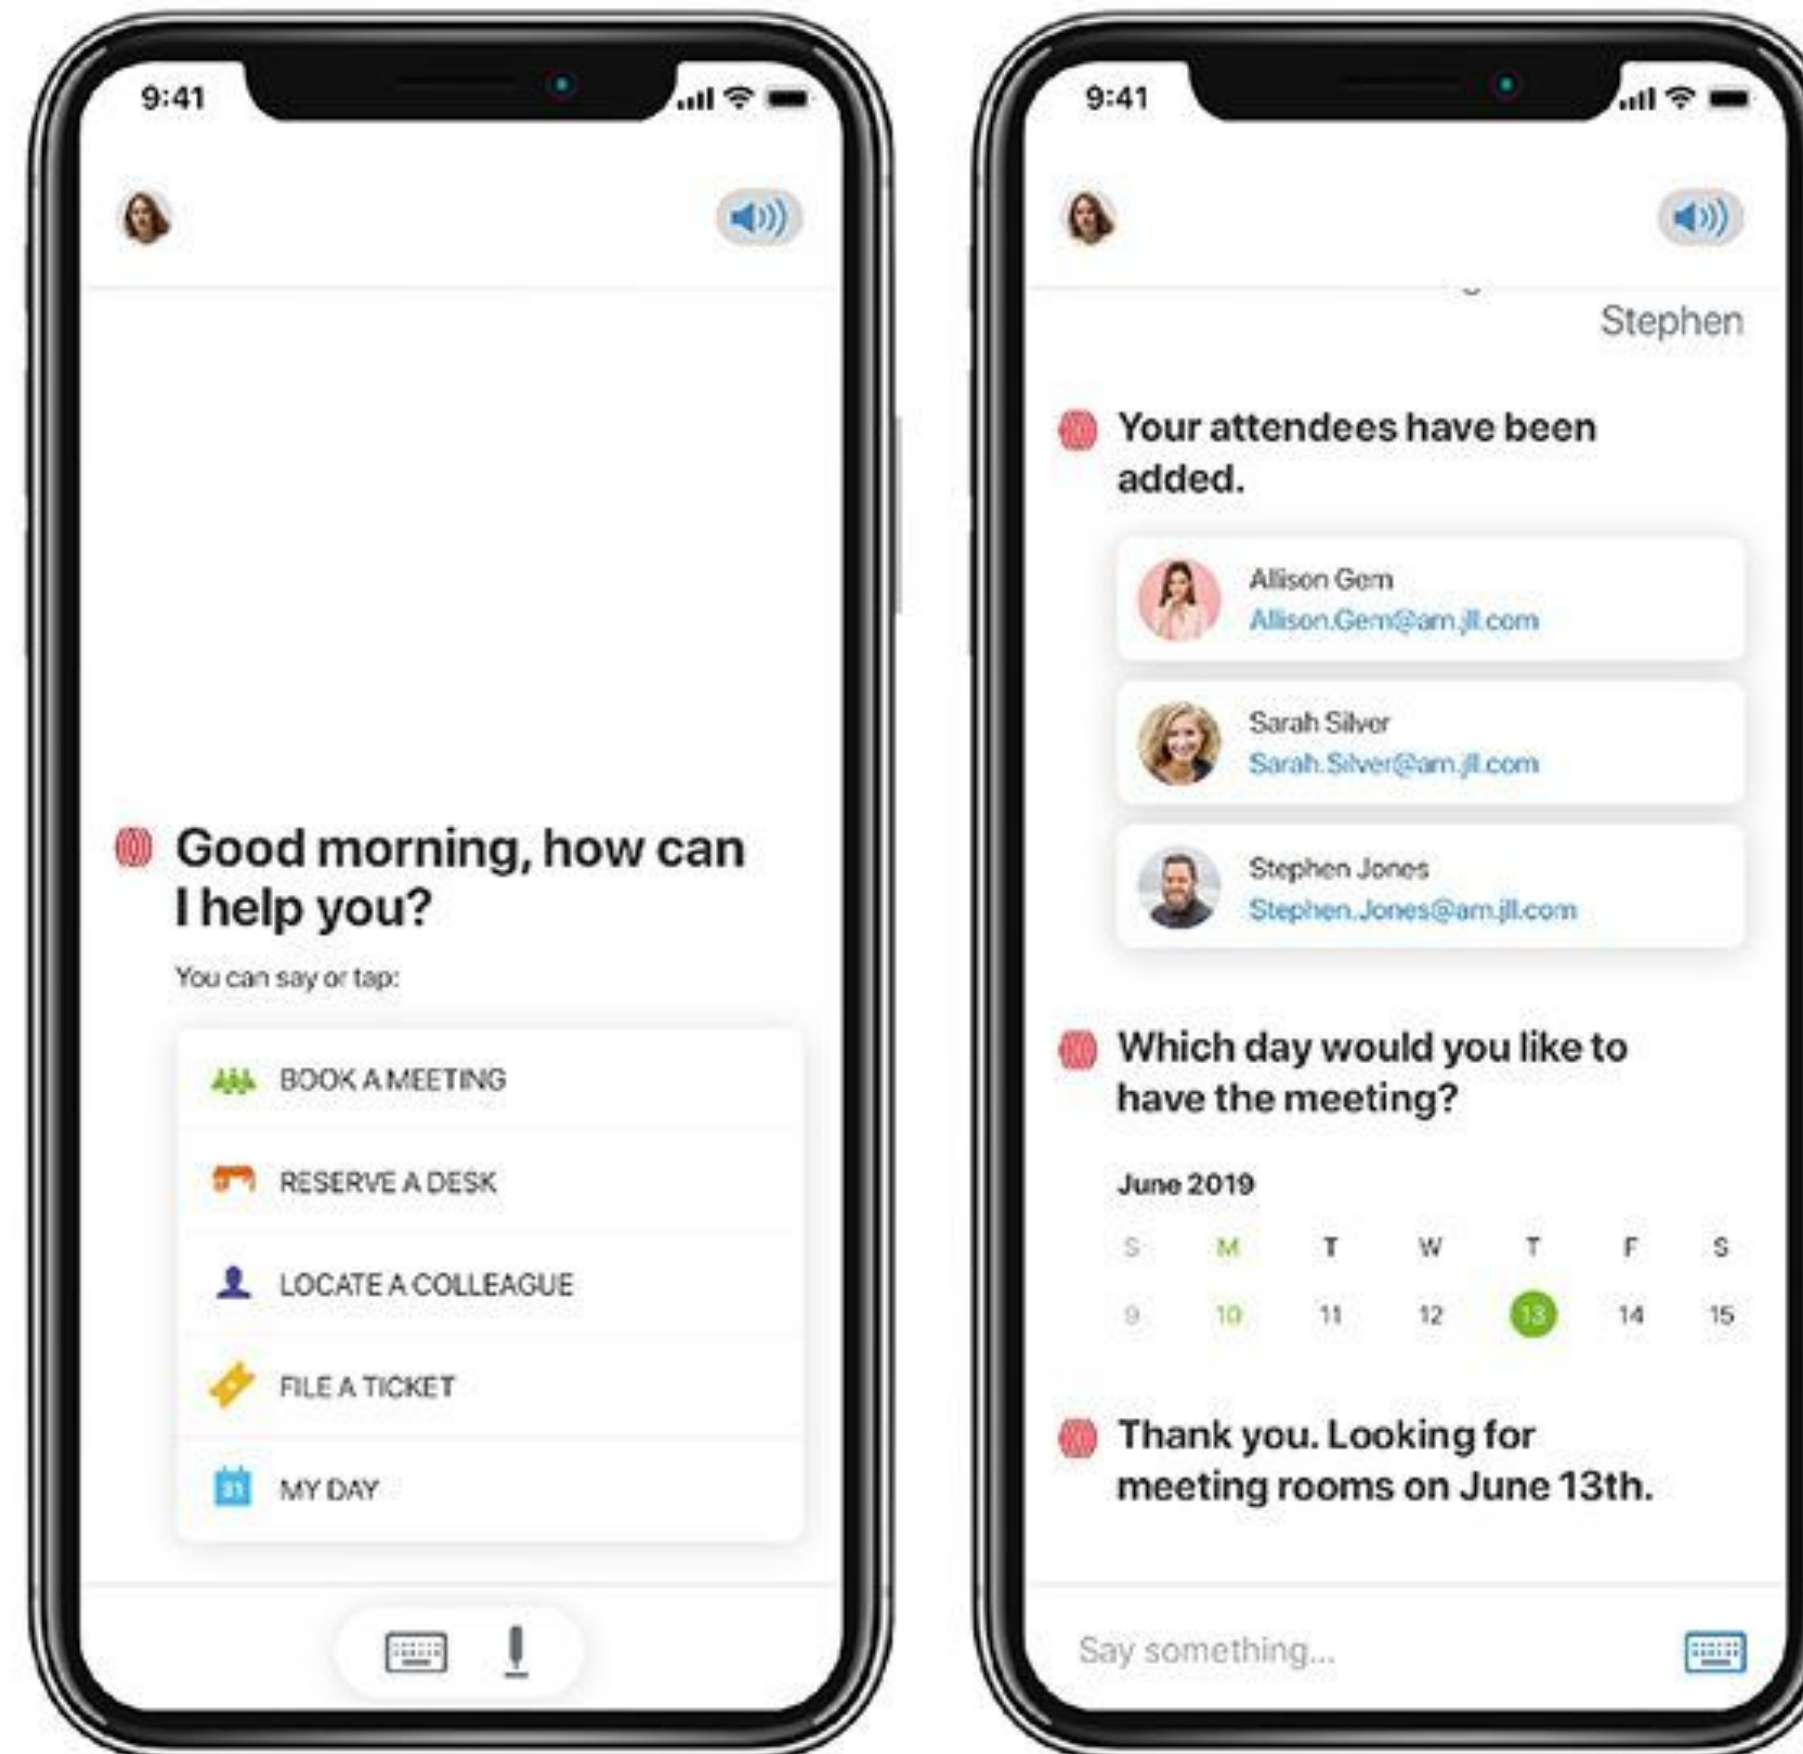 9:41
Good morning, how can
I help you?
You can say or tap:
BOOK A MEETING
RESERVE A DESK
LOCATE A COLLEAGUE
FILE A TICKET
31
MY DAY
9:41
Stephen
Your attendees have been
added.
Allison Gem
Allison.Gem@am.jll.com
Sarah Silver
Sarah.Silver@am.jll.com
Stephen Jones
Stephen.Jones@am.jll.com
Which day would you like to
have the meeting?
June 2019
S M T W T F S
9 10 11 12 13 14 15
Thank you. Looking for
meeting rooms on June 13th.
Say something...